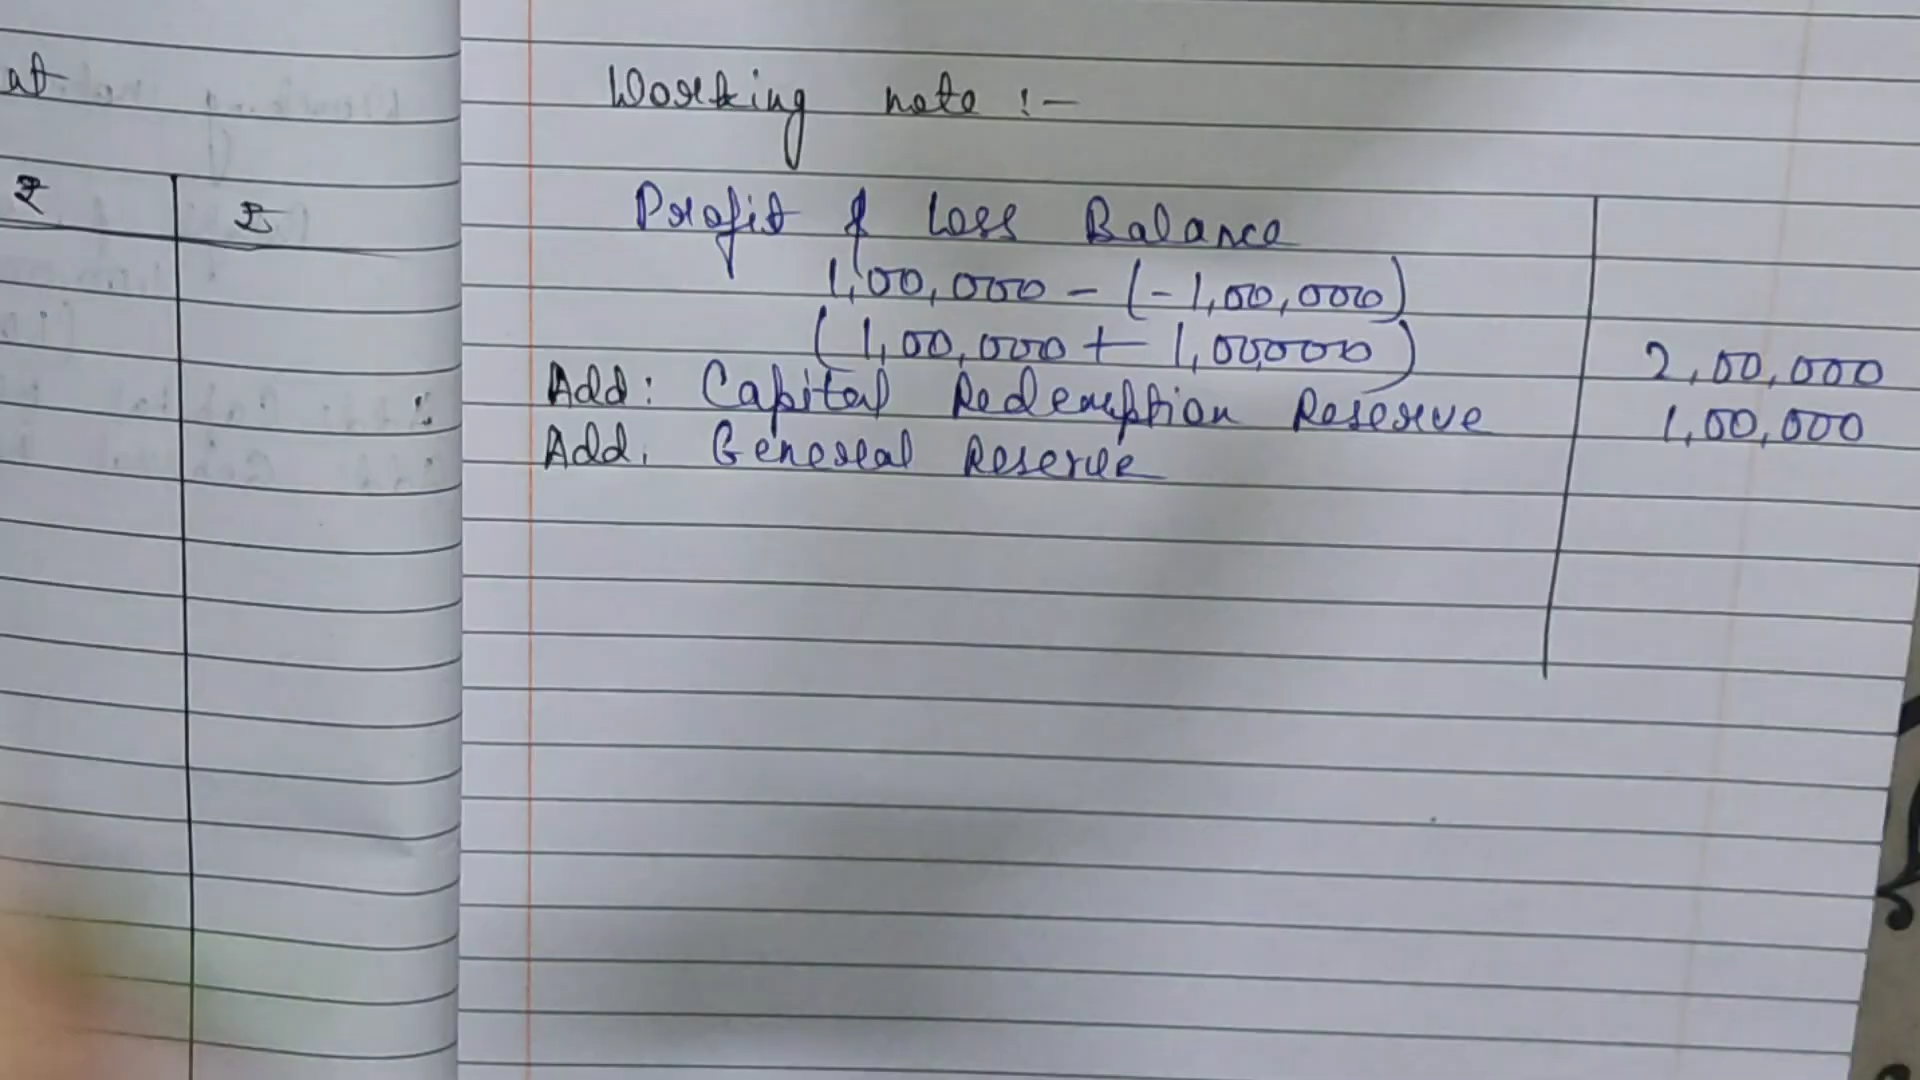 at
₹ ₹
Working note :-
Profit & Loss Balance
1,00,000 - (-1,00,000)
(1,00,000 + 1,00,000) 2,00,000
Add: Capital Redemption Reserve 1,00,000
Add. General Reserve